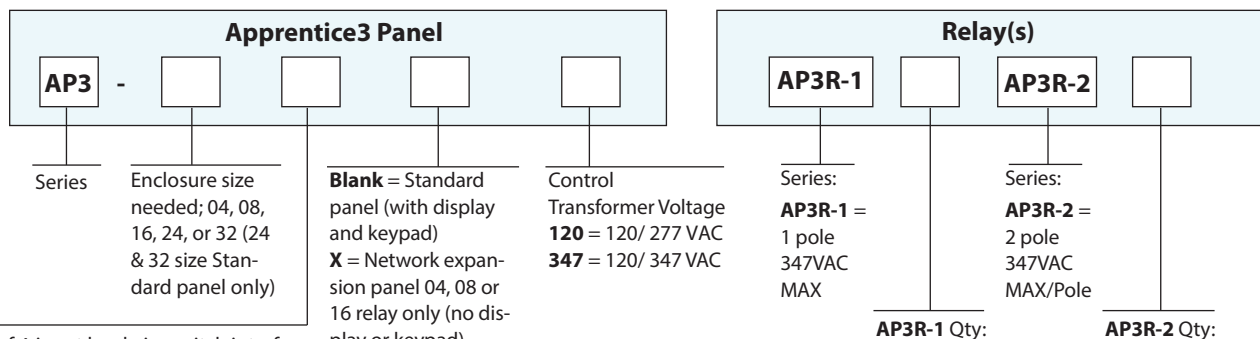 Apprentice3 Panel
AP3 -
Series
Enclosure size
needed; 04, 08,
16, 24, or 32 (24
& 32 size Stan-
dard panel only)
Blank = Standard
panel (with display
and keypad)
X = Network expan-
sion panel 04, 08 or
16 relay only (no dis-
Control
Transformer Voltage
120 = 120/ 277 VAC
347 = 120/ 347 VAC
Relay(s)
AP3R-1
AP3R-2
Series:
AP3R-1 =
1 pole
347VAC
MAX
Series:
AP3R-2 =
2 pole
347VAC
MAX/Pole
AP3R-1 Qty:
AP3R-2 Qty: